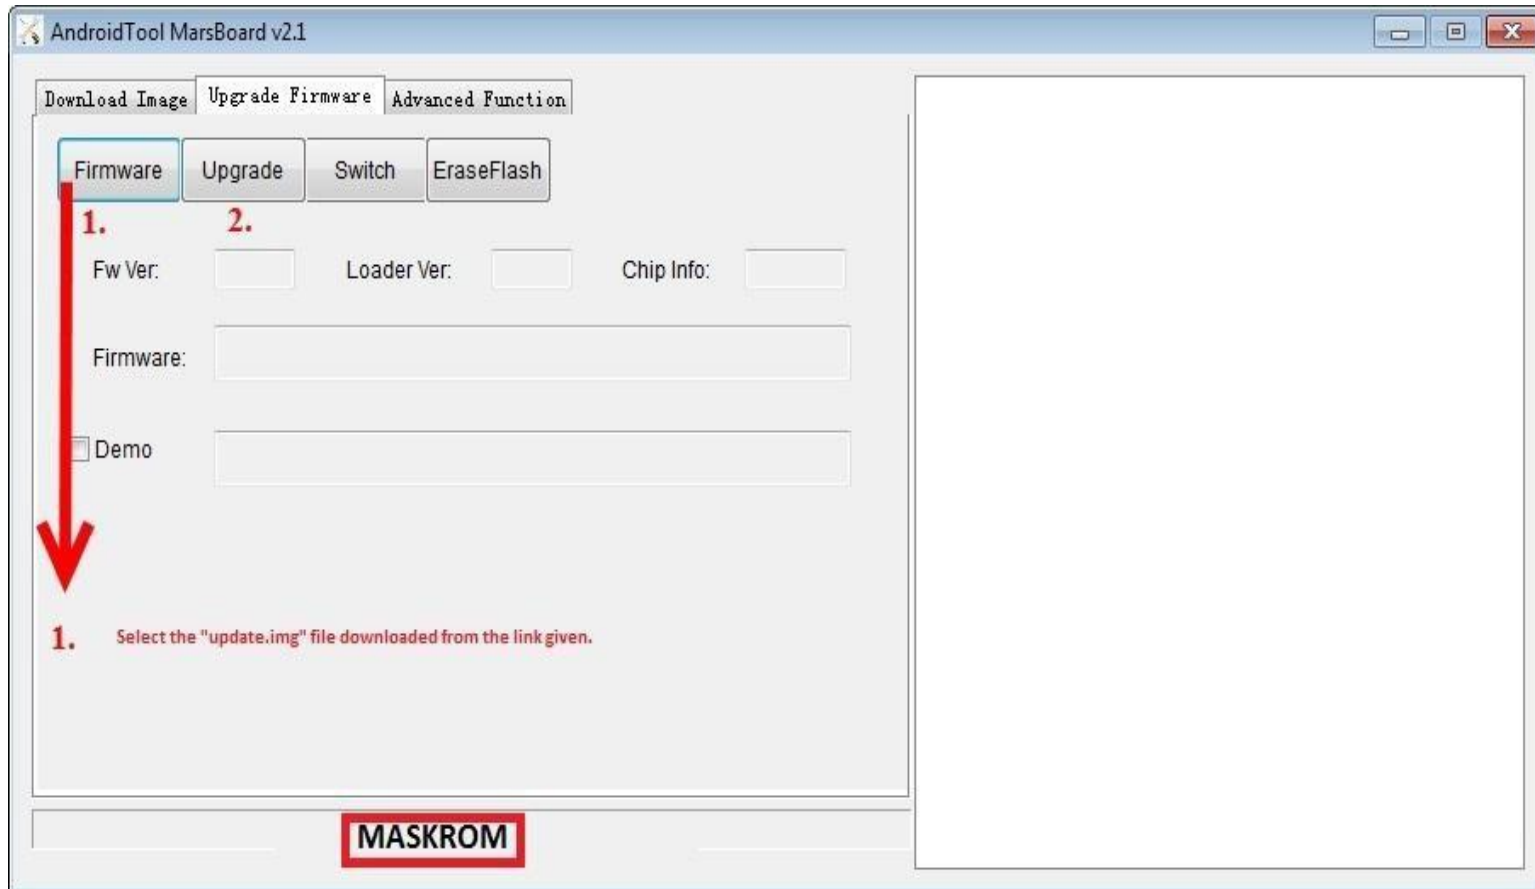 AndroidTool MarsBoard v2.1
Download Image Upgrade Firmware Advanced Function
Firmware Upgrade Switch EraseFlash
1. 2.
Fw Ver: Loader Ver: Chip Info:
Firmware:
Demo
1. Select the "update.img" file downloaded from the link given.
MASKROM